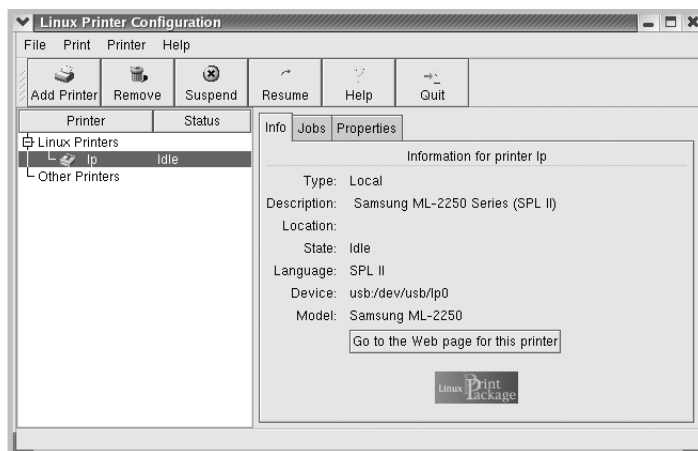 Linux Printer Configuration
File Print Printer Help
Add Printer Remove Suspend Resume Help Quit
Printer Status
Linux Printers
lp Idle
Other Printers
Info Jobs Properties
Information for printer lp
Type: Local
Description: Samsung ML-2250 Series (SPL II)
Location:
State: Idle
Language: SPL II
Device: usb:/dev/usb/lp0
Model: Samsung ML-2250
Go to the Web page for this printer
Linux Print Package